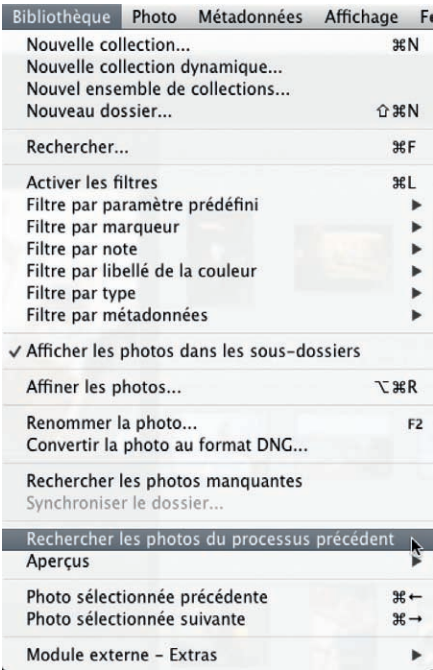 Bibliothèque Photo Métadonnées Affichage
Nouvelle collection... ⌘N
Nouvelle collection dynamique...
Nouvel ensemble de collections...
Nouveau dossier... ⇧⌘N
Rechercher... ⌘F
Activer les filtres ⌘L
Filtre par paramètre prédéfini ▶
Filtre par marqueur ▶
Filtre par note ▶
Filtre par libellé de la couleur ▶
Filtre par type ▶
Filtre par métadonnées ▶
✓ Afficher les photos dans les sous-dossiers
Affiner les photos... ⌥⌘R
Renommer la photo... F2
Convertir la photo au format DNG...
Rechercher les photos manquantes
Synchroniser le dossier...
Rechercher les photos du processus précédent
Aperçus ▶
Photo sélectionnée précédente ⌘←
Photo sélectionnée suivante ⌘→
Module externe – Extras ▶